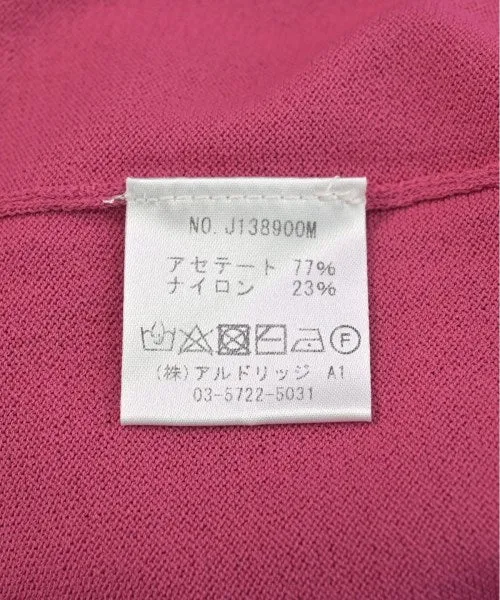 NO. J138900M
アセテート 77%
ナイロン 23%
F
(株)アルドリッジ A1
03-5722-5031